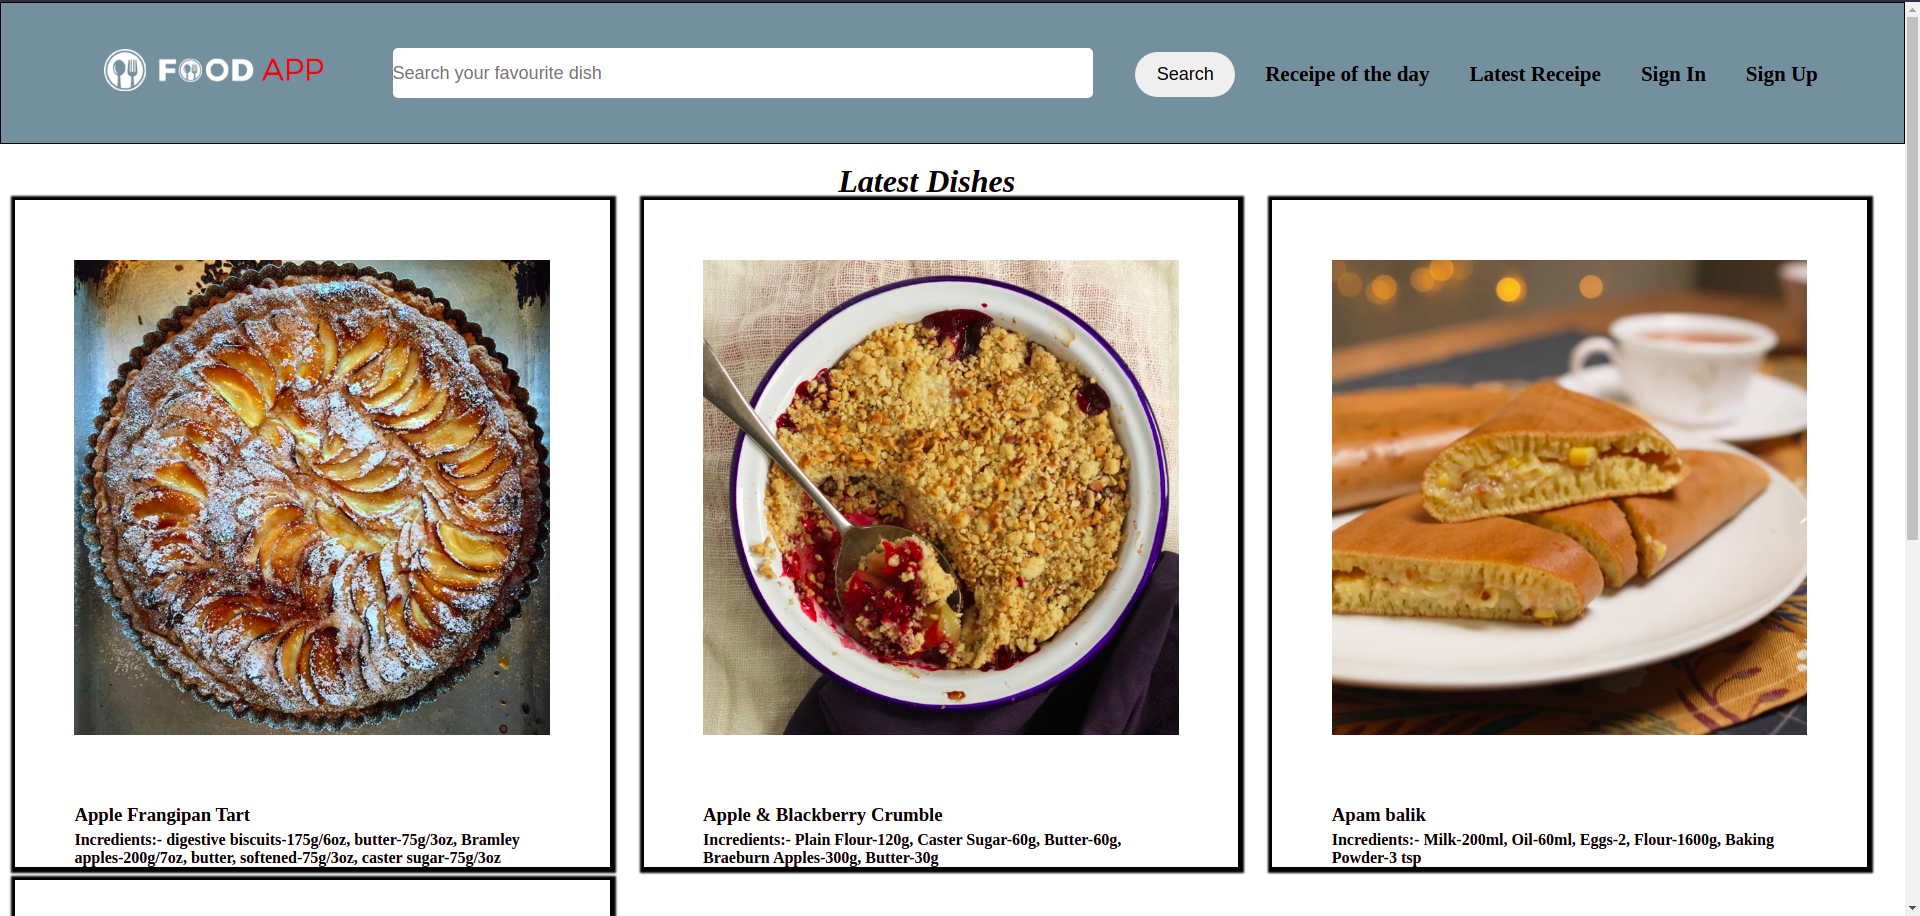 FOOD APP
Search your favourite dish
Search
Receipe of the day
Latest Receipe
Sign In
Sign Up
Latest Dishes
Apple Frangipan Tart
Incredients:- digestive biscuits-175g/6oz, butter-75g/3oz, Bramley
apples-200g/7oz, butter, softened-75g/3oz, caster sugar-75g/3oz
Apple & Blackberry Crumble
Incredients:- Plain Flour-120g, Caster Sugar-60g, Butter-60g,
Braeburn Apples-300g, Butter-30g
Apam balik
Incredients:- Milk-200ml, Oil-60ml, Eggs-2, Flour-1600g, Baking
Powder-3 tsp